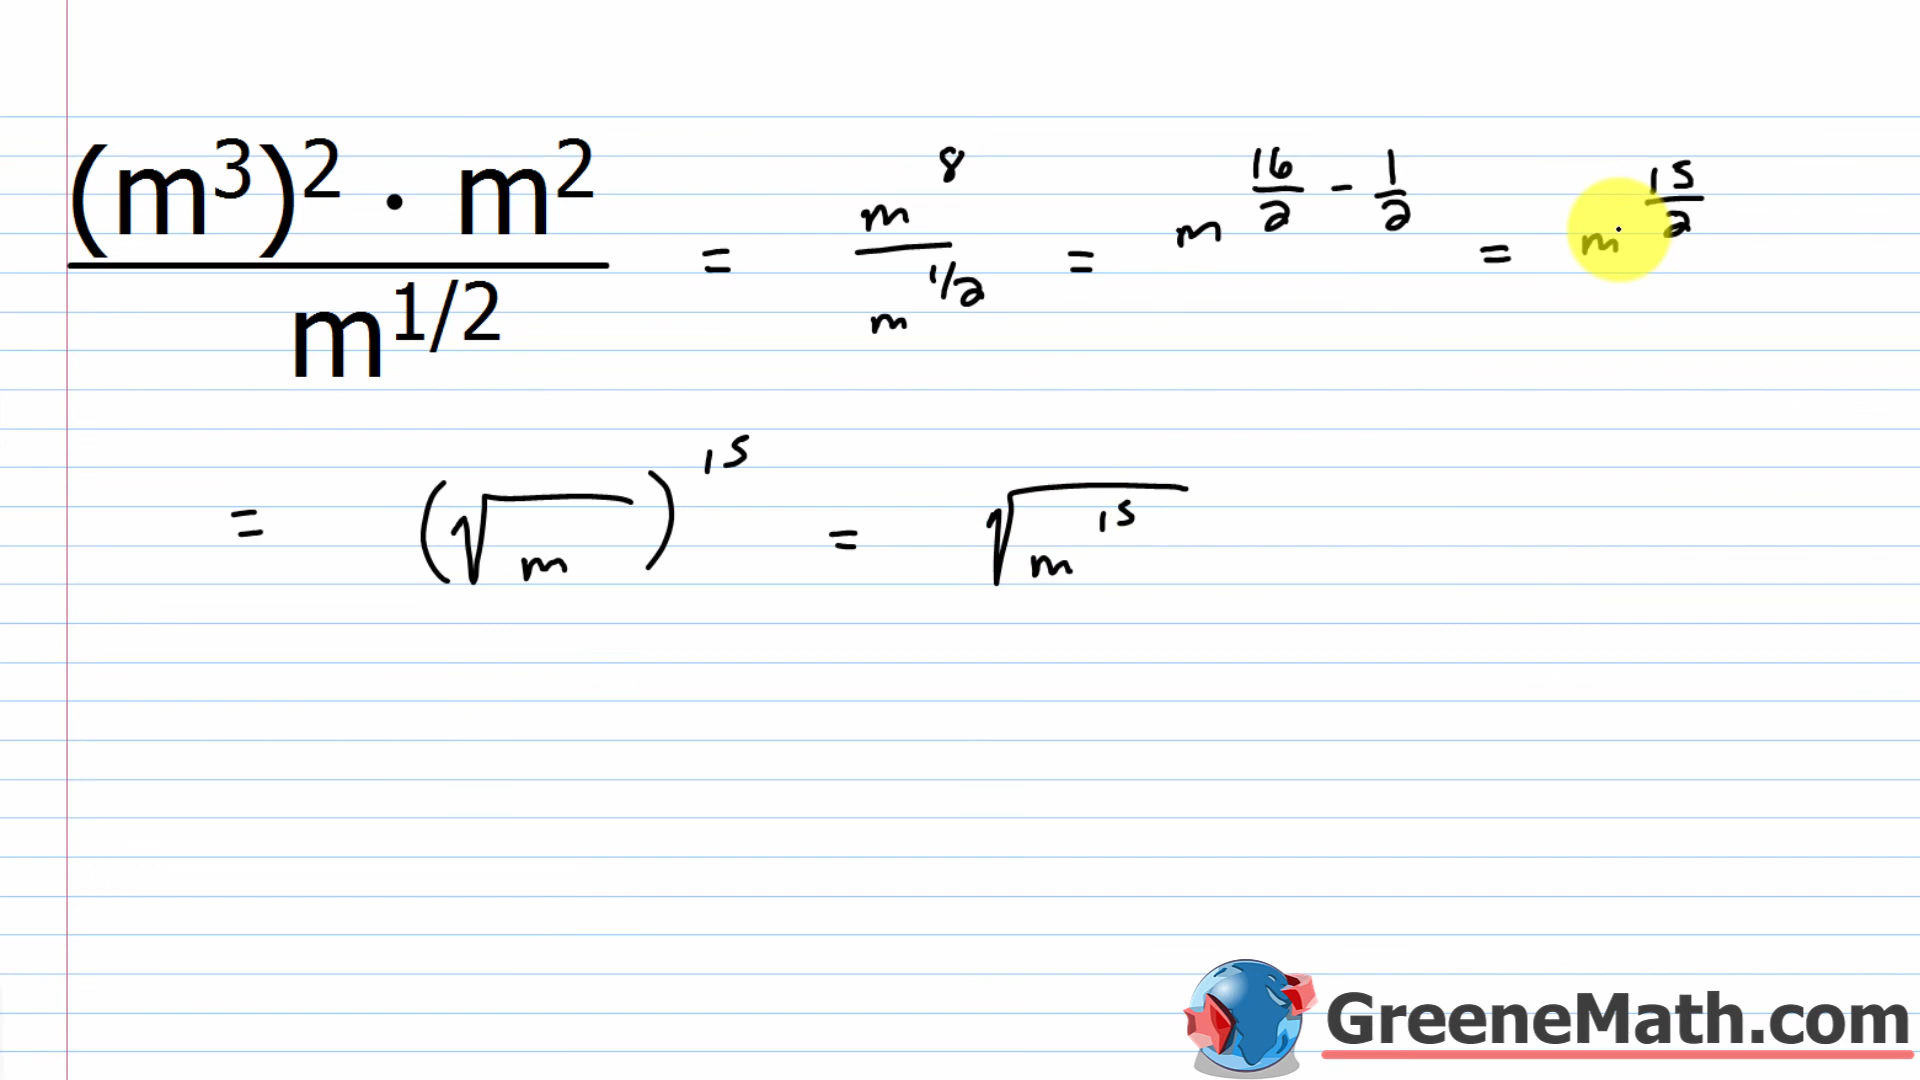 (m³)² · m² / m^1/2 = m⁸ / m^1/2 = m^(16/2 - 1/2) = m^15/2
= (√m)¹⁵ = √m¹⁵
GreeneMath.com